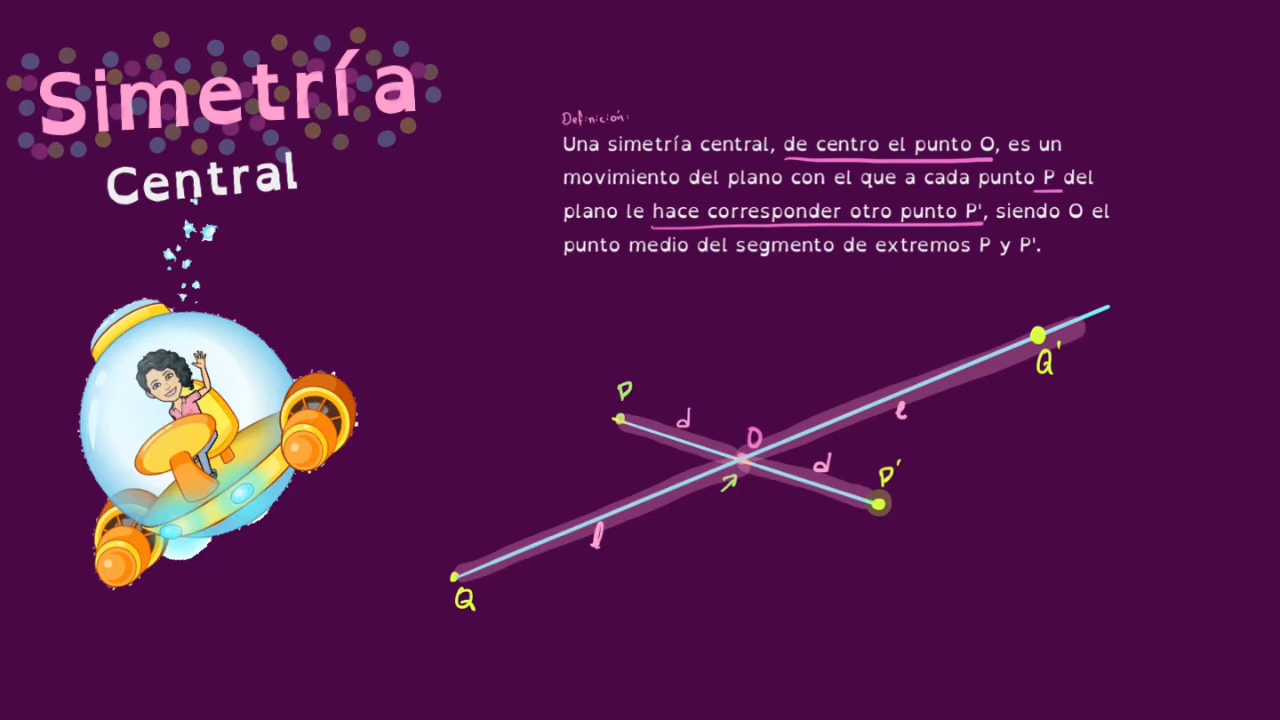 Simetría
Central
Definición:
Una simetría central, de centro el punto O, es un
movimiento del plano con el que a cada punto P del
plano le hace corresponder otro punto P', siendo O el
punto medio del segmento de extremos P y P'.
Q'
P
d
l
O
d
P'
l
Q